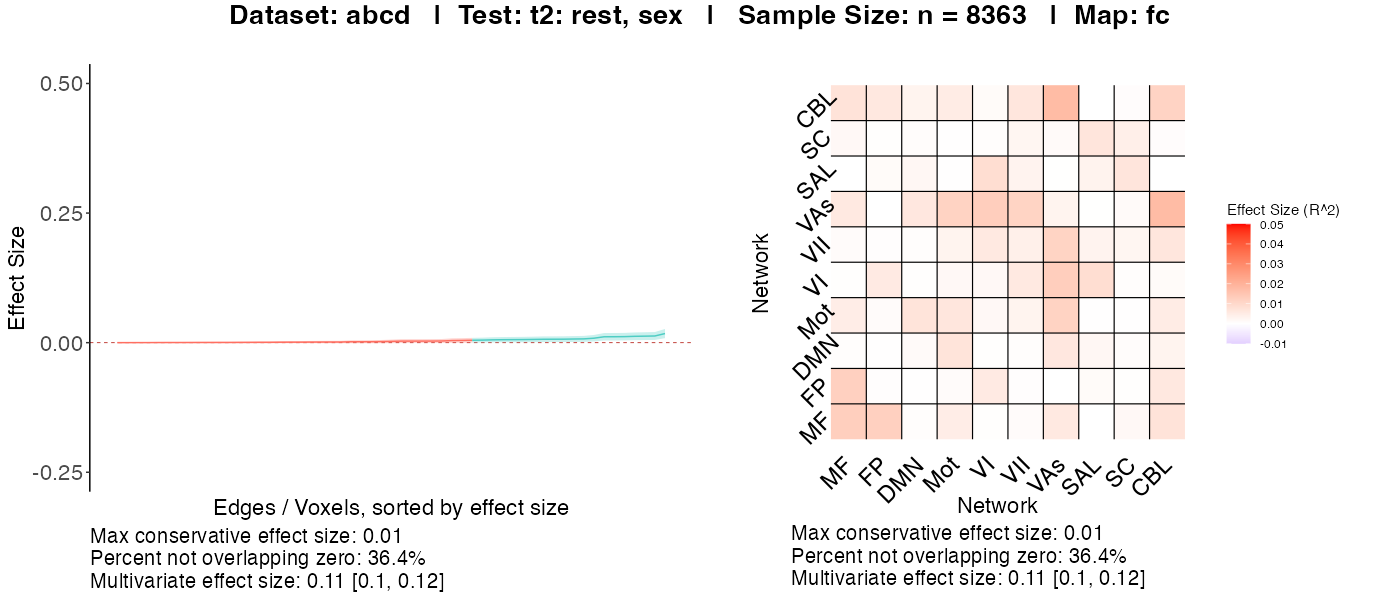 Dataset: abcd | Test: t2: rest, sex | Sample Size: n = 8363 | Map: fc
0.50
0.25
0.00
-0.25
Effect Size
Edges / Voxels, sorted by effect size
Max conservative effect size: 0.01
Percent not overlapping zero: 36.4%
Multivariate effect size: 0.11 [0.1, 0.12]
Network
CBL
SC
SAL
VAs
VII
VI
Mot
DMN
FP
MF
MF FP DMN Mot VI VII VAs SAL SC CBL
Network
Max conservative effect size: 0.01
Percent not overlapping zero: 36.4%
Multivariate effect size: 0.11 [0.1, 0.12]
Effect Size (R^2)
0.05
0.04
0.03
0.02
0.01
0.00
-0.01